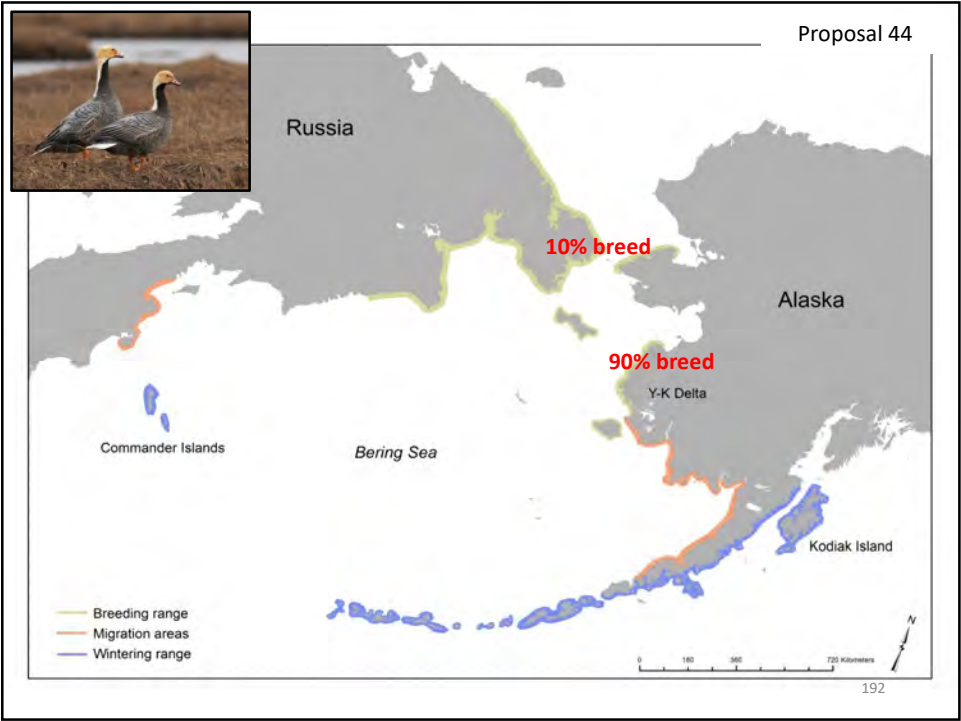 Proposal 44
Russia
10% breed
Alaska
90% breed
Y-K Delta
Commander Islands
Bering Sea
Kodiak Island
Breeding range
Migration areas
Wintering range
N
0 180 360 720 Kilometers
192